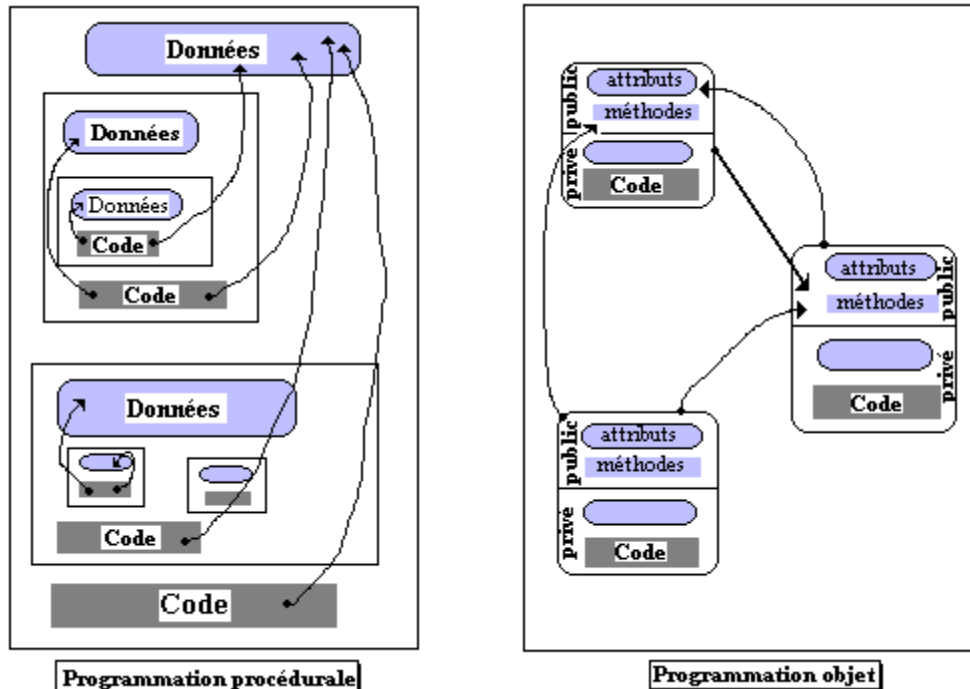 Données
Données
Données
Code
Code
Données
Code
Code
Programmation procédurale
public
attributs
méthodes
privé
Code
attributs
méthodes
public
privé
Code
public
attributs
méthodes
privé
Code
Programmation objet